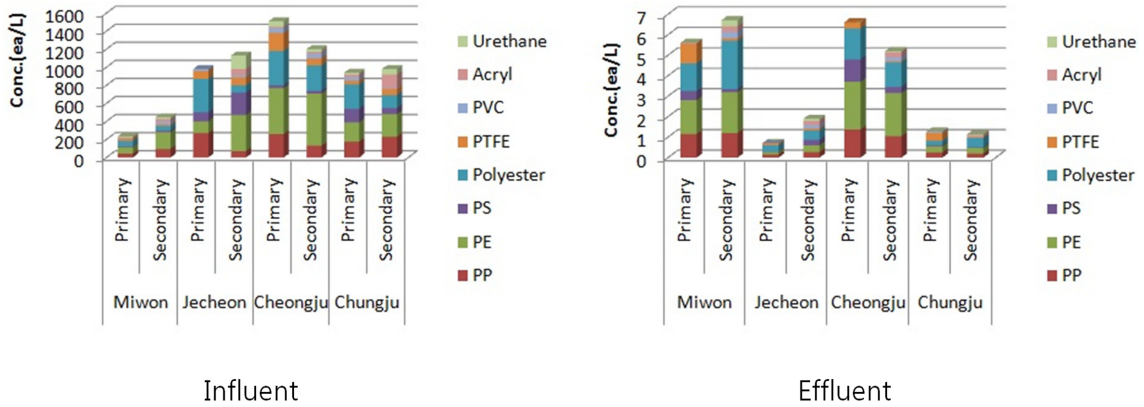 Conc.(ea/L)
1600
1400
1200
1000
800
600
400
200
0
Primary
Secondary
Primary
Secondary
Primary
Secondary
Primary
Secondary
Miwon
Jecheon
Cheongju
Chungju
Urethane
Acryl
PVC
PTFE
Polyester
PS
PE
PP
Influent
Conc.(ea/L)
7
6
5
4
3
2
1
0
Primary
Secondary
Primary
Secondary
Primary
Secondary
Primary
Secondary
Miwon
Jecheon
Cheongju
Chungju
Urethane
Acryl
PVC
PTFE
Polyester
PS
PE
PP
Effluent